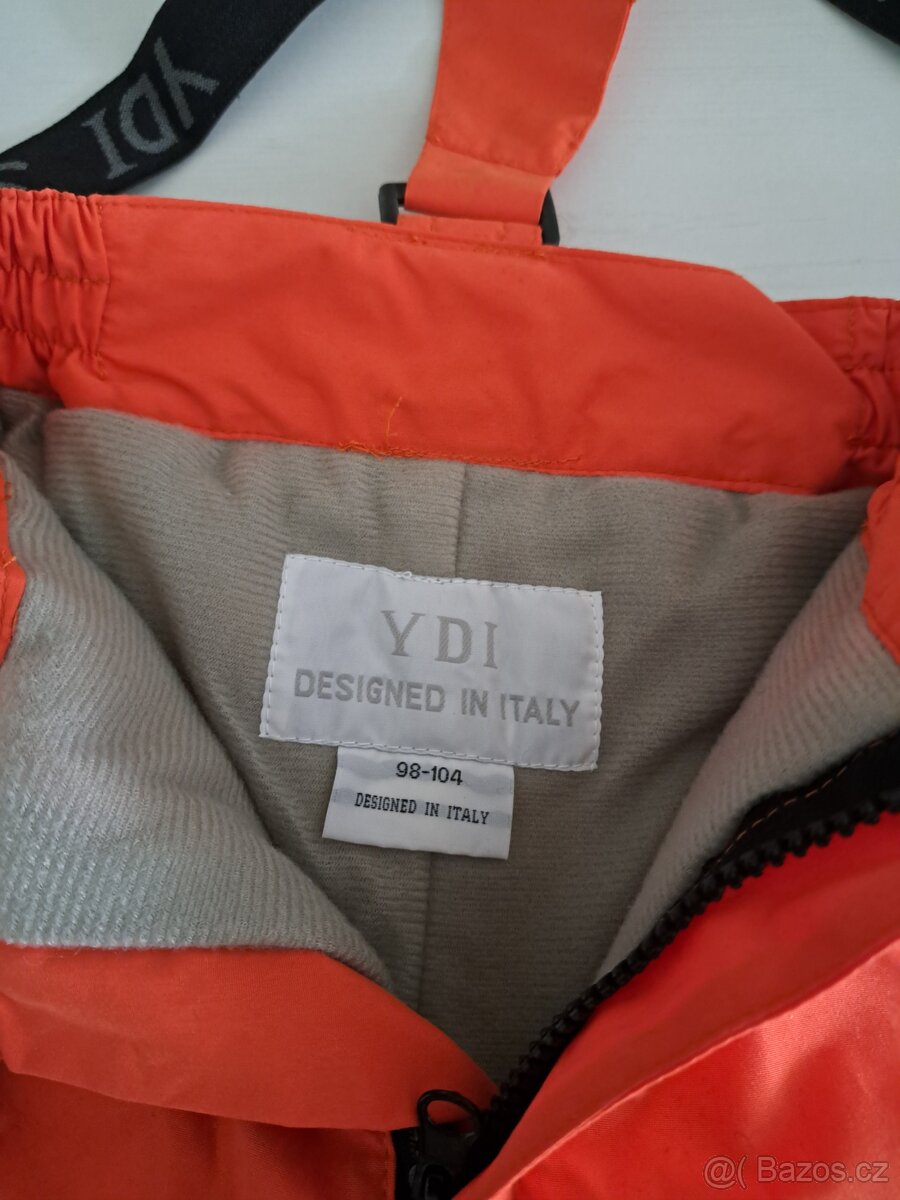 YDI
YDI
DESIGNED IN ITALY
98-104
DESIGNED IN ITALY
@( Bazos.cz